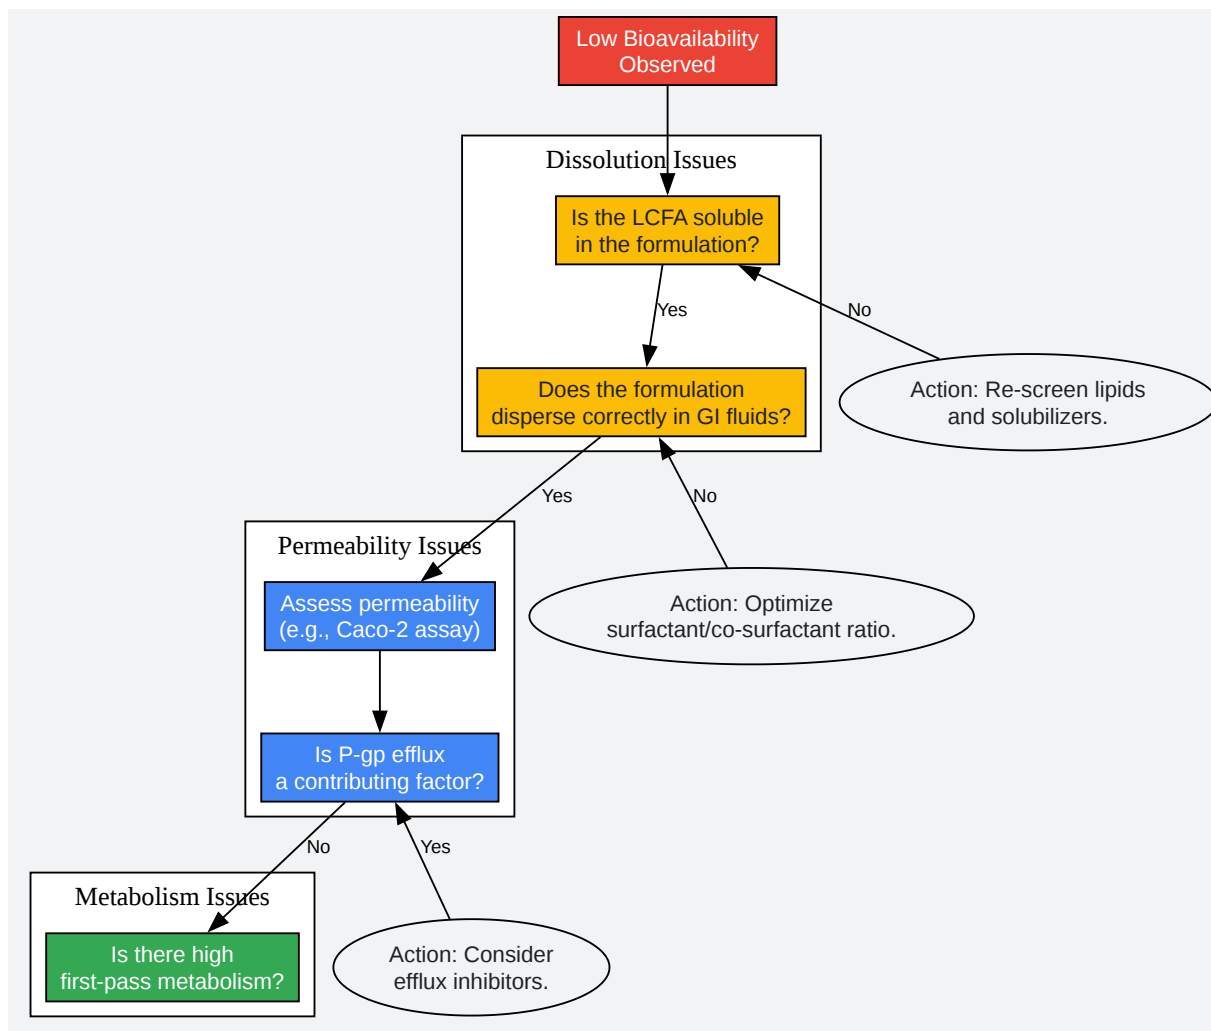 Low Bioavailability
Observed
Dissolution Issues
Is the LCFA soluble
in the formulation?
Yes
No
Does the formulation
disperse correctly in GI fluids?
Action: Re-screen lipids
and solubilizers.
Yes
No
Permeability Issues
Assess permeability
(e.g., Caco-2 assay)
Action: Optimize
surfactant/co-surfactant ratio.
Is P-gp efflux
a contributing factor?
No
Yes
Metabolism Issues
Is there high
first-pass metabolism?
Action: Consider
efflux inhibitors.